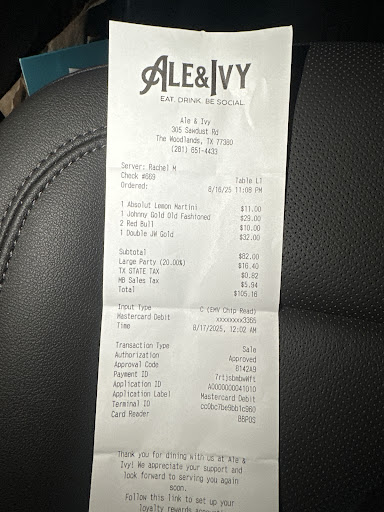 ALE&IVY
EAT. DRINK. BE SOCIAL.
Ale & Ivy
305 Sawdust Rd
The Woodlands, TX 77380
(281) 651-4433
Server: Rachel M
Check #669 Table L1
Ordered: 8/16/25 11:08 PM
1 Absolut Lemon Martini $11.00
1 Johnny Gold Old Fashioned $29.00
2 Red Bull $10.00
1 Double JW Gold $32.00
Subtotal $82.00
Large Party (20.00%) $16.40
TX STATE TAX $0.82
MB Sales Tax $5.94
Total $105.16
Input Type C (EMV Chip Read)
Mastercard Debit xxxxxxxx3365
Time 8/17/2025, 12:02 AM
Transaction Type Sale
Authorization Approved
Approval Code 8142A9
Payment ID
Application ID A0000000041010
Application Label Mastercard Debit
Terminal ID
Card Reader BBPOS
Thank you for dining with us at Ale &
Ivy! We appreciate your support and
look forward to serving you again
soon.
Follow this link to set up your
loyalty rewards